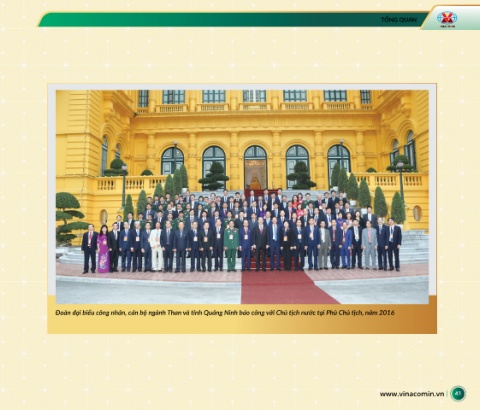 TỔNG QUAN
Đoàn đại biểu công nhân, cán bộ ngành Than và tỉnh Quảng Ninh báo công với Chủ tịch nước tại Phủ Chủ tịch, năm 2016
www.vinacomin.vn
41